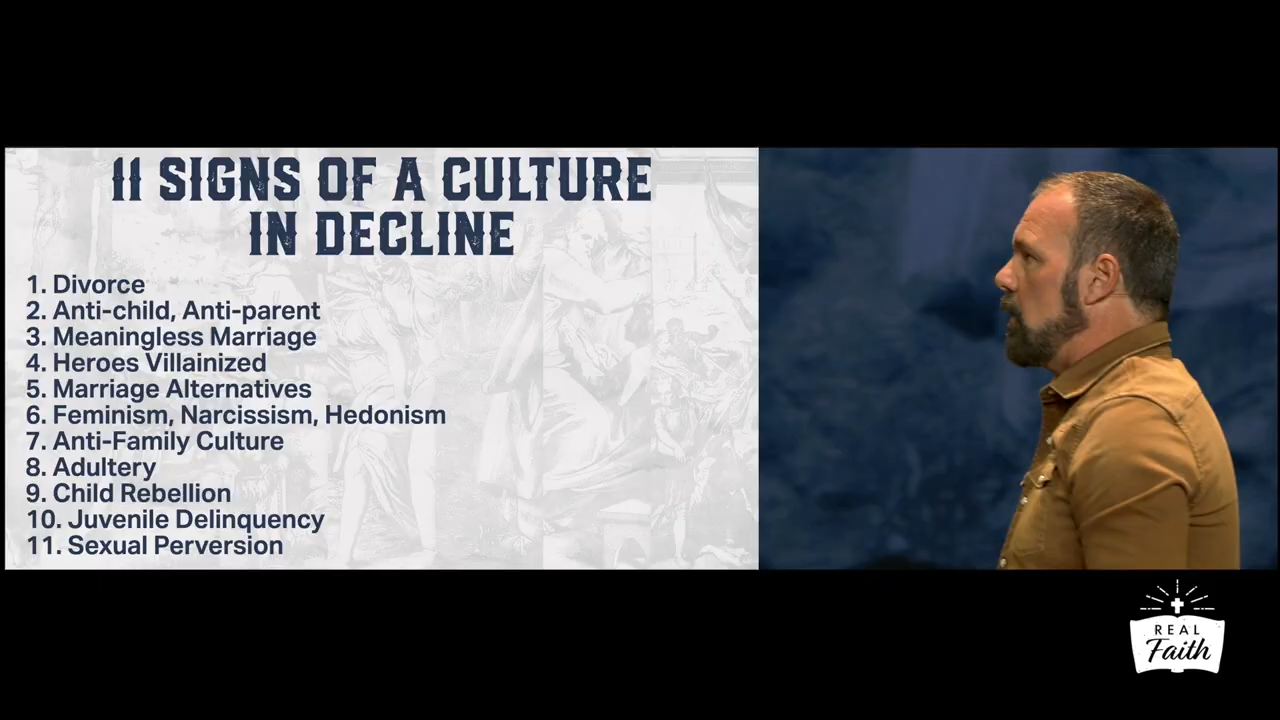 11 SIGNS OF A CULTURE
IN DECLINE
1. Divorce
2. Anti-child, Anti-parent
3. Meaningless Marriage
4. Heroes Villainized
5. Marriage Alternatives
6. Feminism, Narcissism, Hedonism
7. Anti-Family Culture
8. Adultery
9. Child Rebellion
10. Juvenile Delinquency
11. Sexual Perversion
REAL
Faith